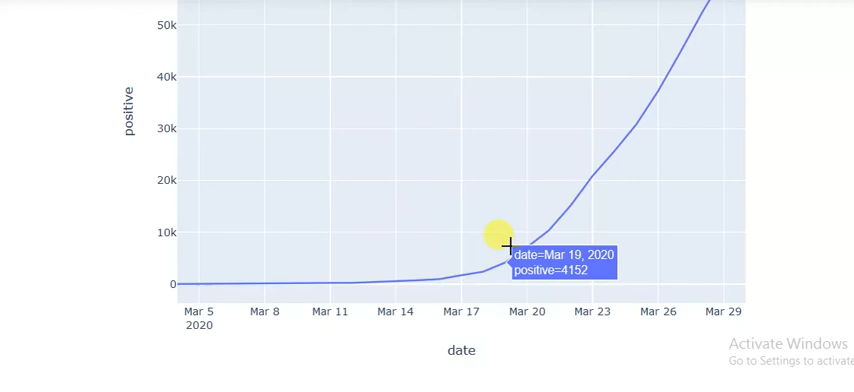 50k
40k
30k
20k
10k
0
positive
date=Mar 19, 2020
positive=4152
Mar 5 Mar 8 Mar 11 Mar 14 Mar 17 Mar 20 Mar 23 Mar 26 Mar 29
2020
date
Activate Windows
Go to Settings to activate